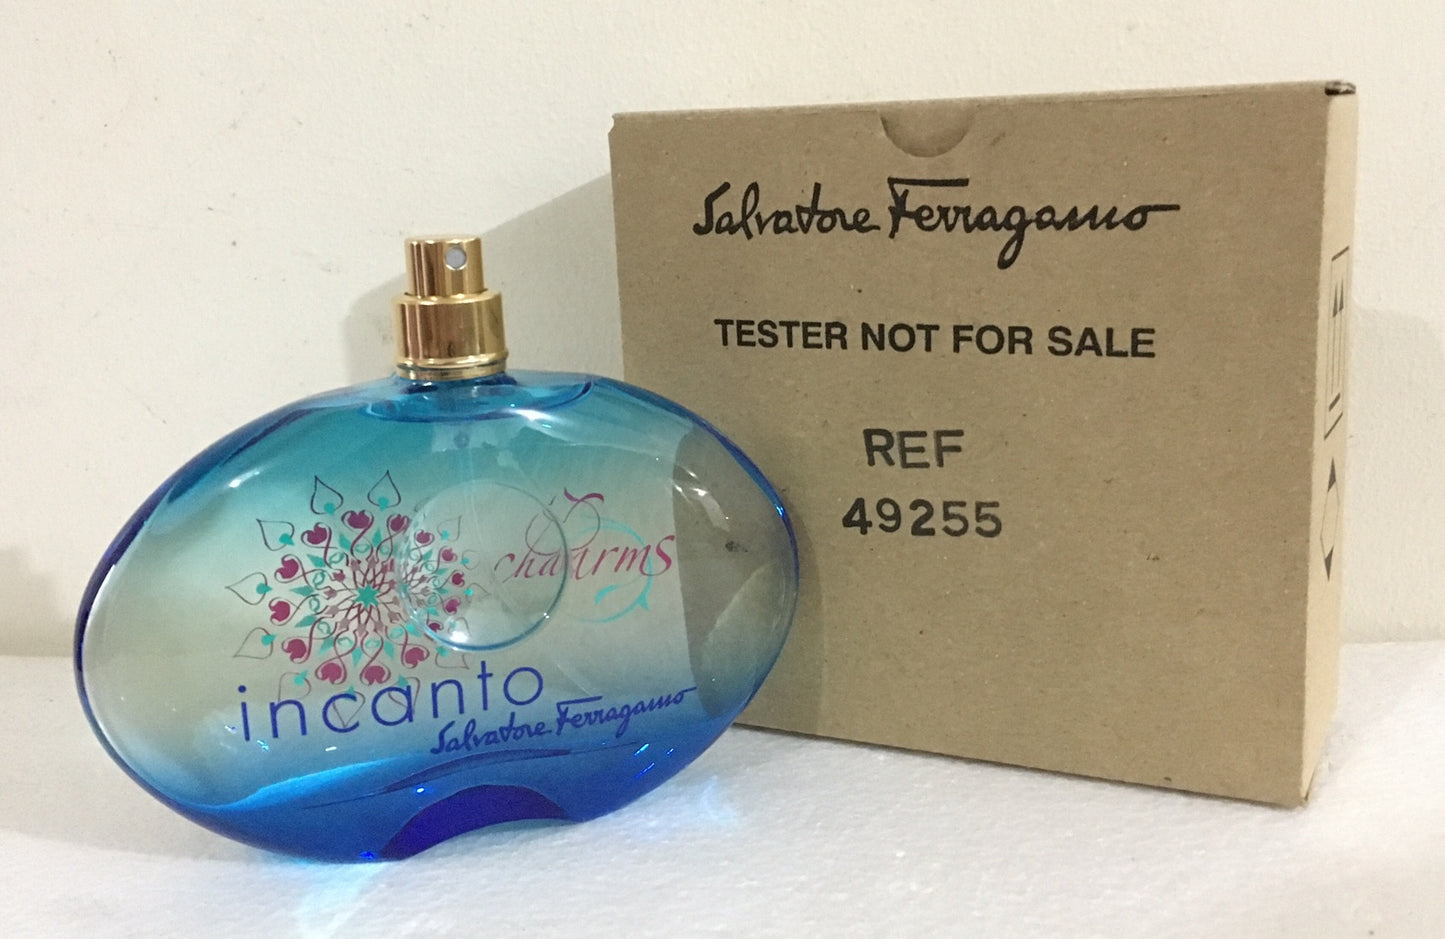 Salvatore Ferragamo
TESTER NOT FOR SALE
REF
49255
charms
incanto
Salvatore Ferragamo